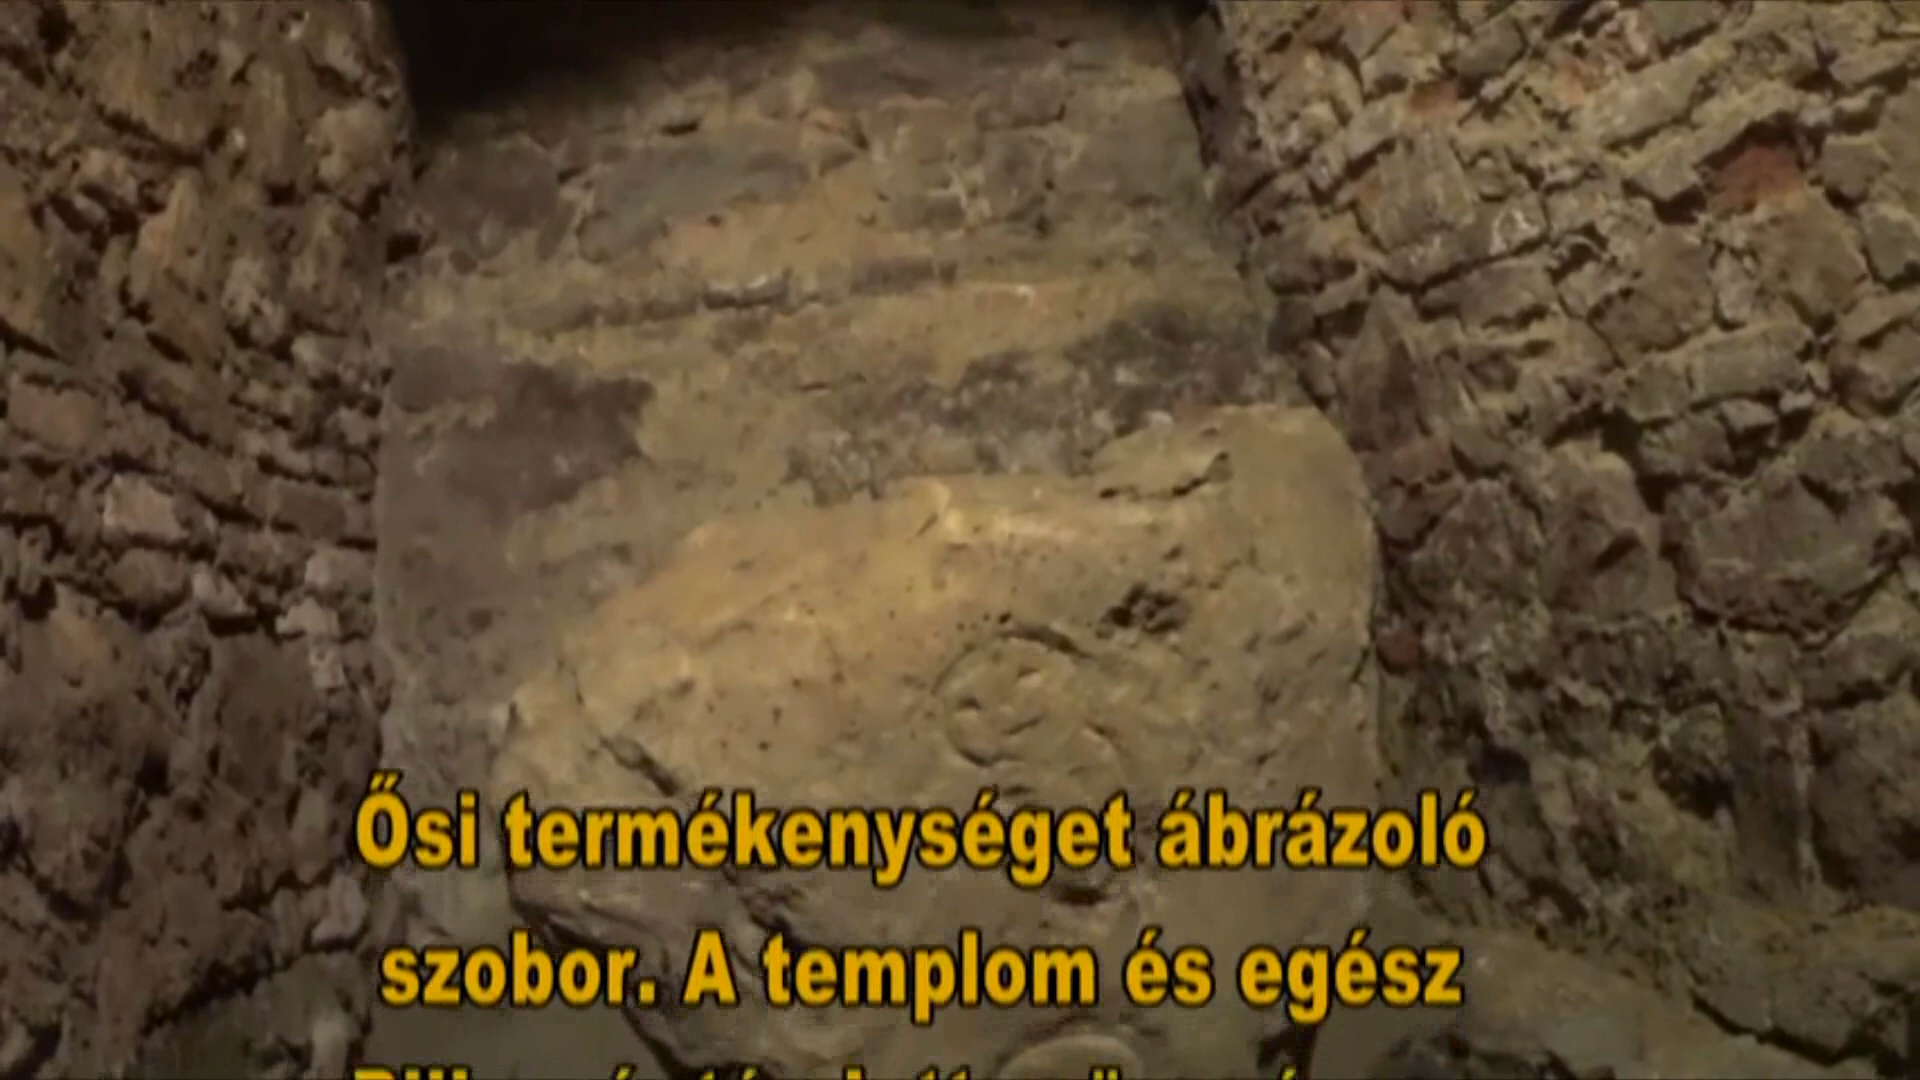 Ősi termékenységet ábrázoló
szobor. A templom és egész